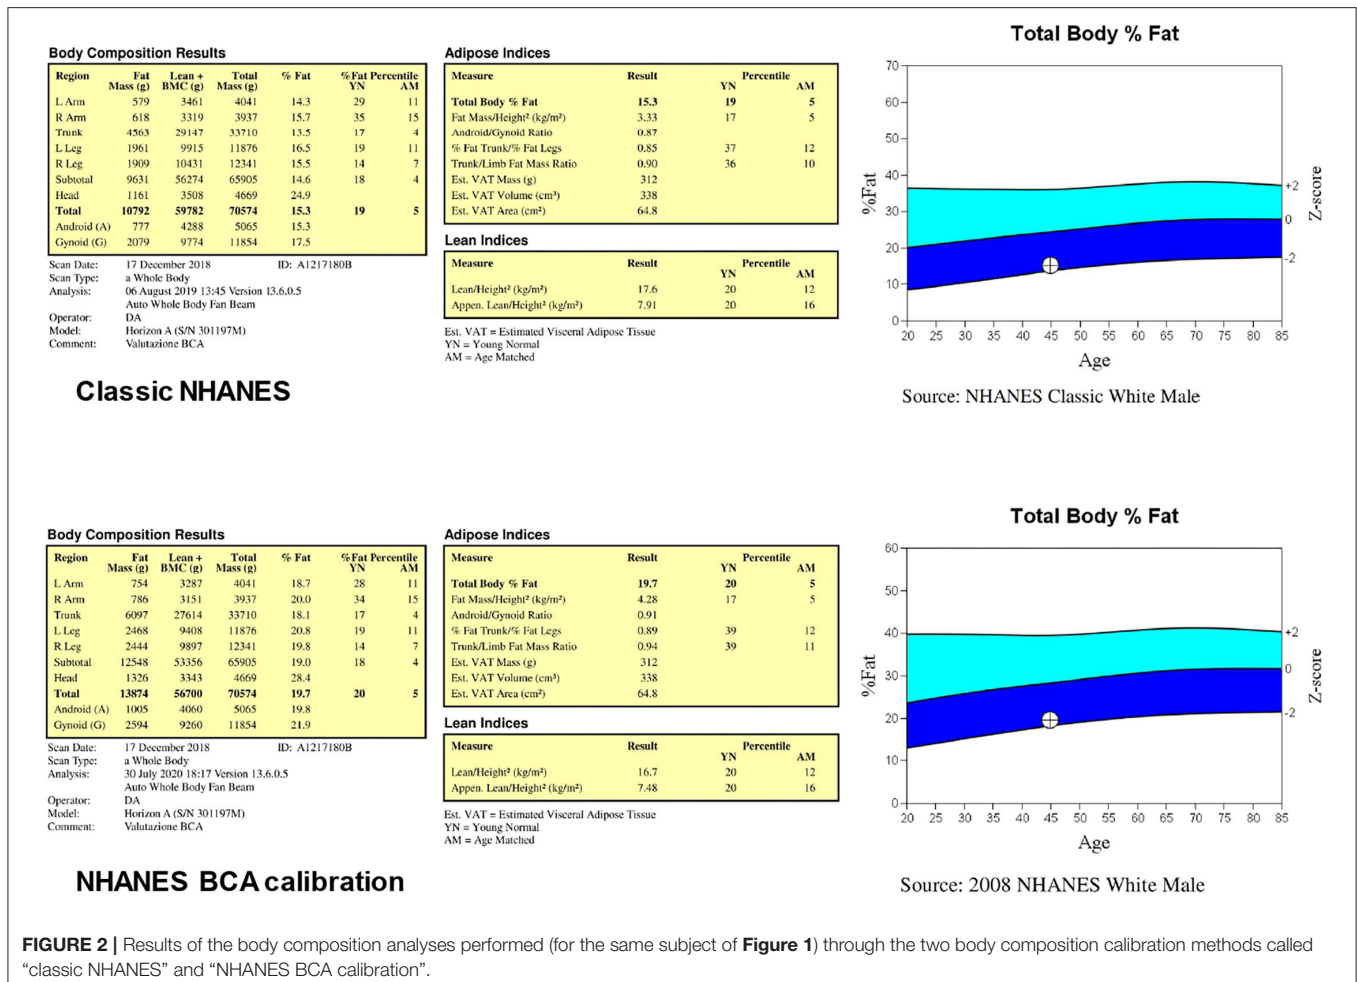 Body Composition Results
Region Fat Mass (g) Lean + BMC (g) Total Mass (g) % Fat %Fat Percentile YN AM
L Arm 579 3461 4041 14.3 29 11
R Arm 618 3319 3937 15.7 35 15
Trunk 4563 29147 33710 13.5 17 4
L Leg 1961 9915 11876 16.5 19 11
R Leg 1909 10431 12341 15.5 14 7
Subtotal 9631 56274 65905 14.6 18 4
Head 1161 3508 4669 24.9
Total 10792 59782 70574 15.3 19 5
Android (A) 777 4288 5065 15.3
Gynoid (G) 2079 9774 11854 17.5
Scan Date: 17 December 2018 ID: A1217180B
Scan Type: a Whole Body
Analysis: 06 August 2019 13:45 Version 13.6.0.5
Auto Whole Body Fan Beam
Operator: DA
Model: Horizon A (S/N 301197M)
Comment: Valutazione BCA
Classic NHANES
Adipose Indices
Measure Result Percentile
YN AM
Total Body % Fat 15.3 19 5
Fat Mass/Height² (kg/m²) 3.33 17 5
Android/Gynoid Ratio 0.87
% Fat Trunk/% Fat Legs 0.85 37 12
Trunk/Limb Fat Mass Ratio 0.90 36 10
Est. VAT Mass (g) 312
Est. VAT Volume (cm³) 338
Est. VAT Area (cm²) 64.8
Lean Indices
Measure Result Percentile
YN AM
Lean/Height² (kg/m²) 17.6 20 12
Appen. Lean/Height² (kg/m²) 7.91 20 16
Est. VAT = Estimated Visceral Adipose Tissue
YN = Young Normal
AM = Age Matched
Total Body % Fat
70
60
50
40
30
20
10
0
%Fat
+2
0
-2
Z-score
20 25 30 35 40 45 50 55 60 65 70 75 80 85
Age
Source: NHANES Classic White Male
Body Composition Results
Region Fat Mass (g) Lean + BMC (g) Total Mass (g) % Fat %Fat Percentile YN AM
L Arm 754 3287 4041 18.7 28 11
R Arm 786 3151 3937 20.0 34 15
Trunk 6097 27614 33710 18.1 17 4
L Leg 2468 9408 11876 20.8 19 11
R Leg 2444 9897 12341 19.8 14 7
Subtotal 12548 53356 65905 19.0 18 4
Head 1326 3343 4669 28.4
Total 13874 56700 70574 19.7 20 5
Android (A) 1005 4060 5065 19.8
Gynoid (G) 2594 9260 11854 21.9
Scan Date: 17 December 2018 ID: A1217180B
Scan Type: a Whole Body
Analysis: 30 July 2020 18:17 Version 13.6.0.5
Auto Whole Body Fan Beam
Operator: DA
Model: Horizon A (S/N 301197M)
Comment: Valutazione BCA
NHANES BCA calibration
Adipose Indices
Measure Result Percentile
YN AM
Total Body % Fat 19.7 20 5
Fat Mass/Height² (kg/m²) 4.28 17 5
Android/Gynoid Ratio 0.91
% Fat Trunk/% Fat Legs 0.89 39 12
Trunk/Limb Fat Mass Ratio 0.94 39 11
Est. VAT Mass (g) 312
Est. VAT Volume (cm³) 338
Est. VAT Area (cm²) 64.8
Lean Indices
Measure Result Percentile
YN AM
Lean/Height² (kg/m²) 16.7 20 12
Appen. Lean/Height² (kg/m²) 7.48 20 16
Est. VAT = Estimated Visceral Adipose Tissue
YN = Young Normal
AM = Age Matched
Total Body % Fat
60
50
40
30
20
10
0
%Fat
+2
0
-2
Z-score
20 25 30 35 40 45 50 55 60 65 70 75 80 85
Age
Source: 2008 NHANES White Male
FIGURE 2 | Results of the body composition analyses performed (for the same subject of Figure 1) through the two body composition calibration methods called
“classic NHANES” and “NHANES BCA calibration”.